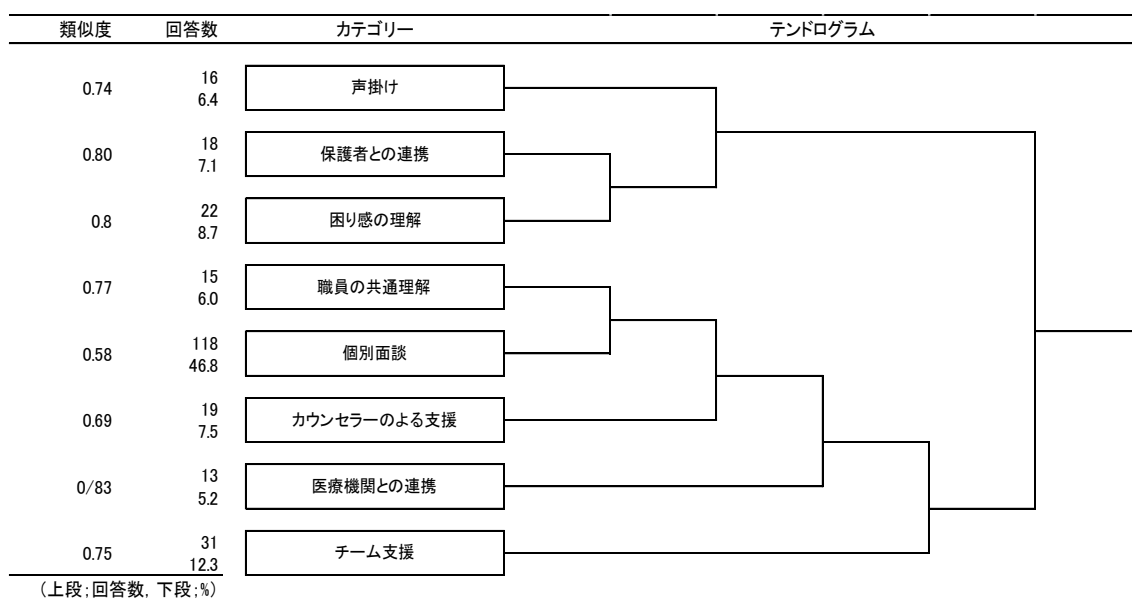 類似度 回答数 カテゴリー テンドログラム
0.74 16 声掛け
6.4
0.80 18 保護者との連携
7.1
0.8 22 困り感の理解
8.7
0.77 15 職員の共通理解
6.0
0.58 118 個別面談
46.8
0.69 19 カウンセラーのよる支援
7.5
0/83 13 医療機関との連携
5.2
0.75 31 チーム支援
12.3
(上段;回答数, 下段;%)